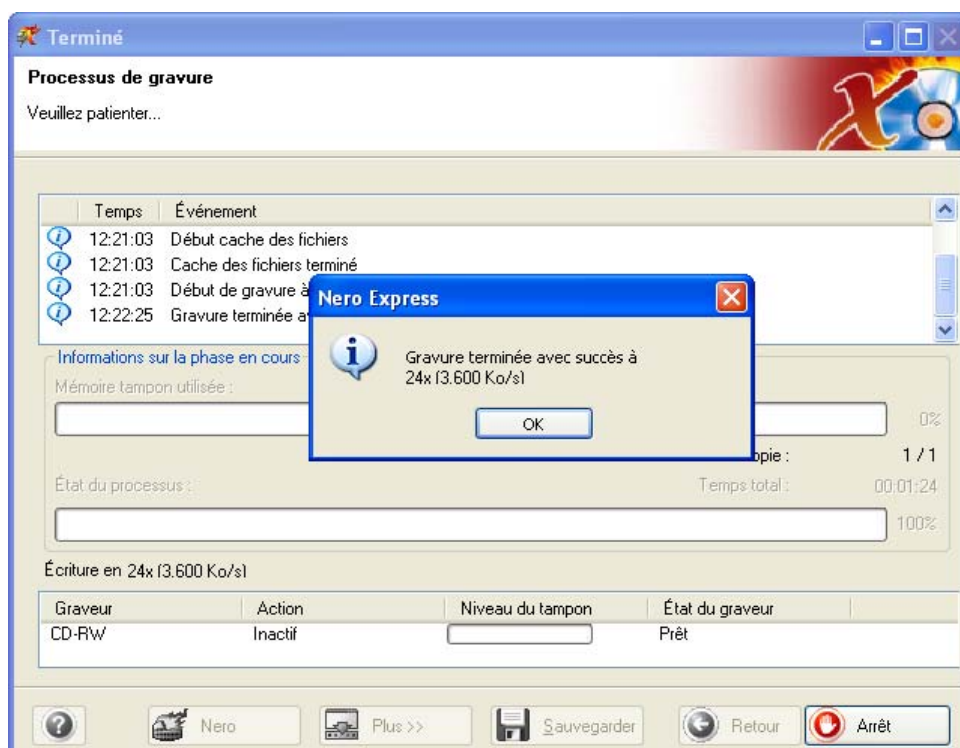 Terminé
Processus de gravure
Veuillez patienter...
Temps Événement
12:21:03 Début cache des fichiers
12:21:03 Cache des fichiers terminé
12:21:03 Début de gravure à
12:22:25 Gravure terminée a
Nero Express
Gravure terminée avec succès à
24x (3.600 Ko/s)
OK
Informations sur la phase en cours
Mémoire tampon utilisée :
0%
opie : 1 / 1
État du processus : Temps total : 00:01:24
100%
Écriture en 24x (3.600 Ko/s)
Graveur Action Niveau du tampon État du graveur
CD-RW Inactif Prêt
Nero Plus >> Sauvegarder Retour Arrêt